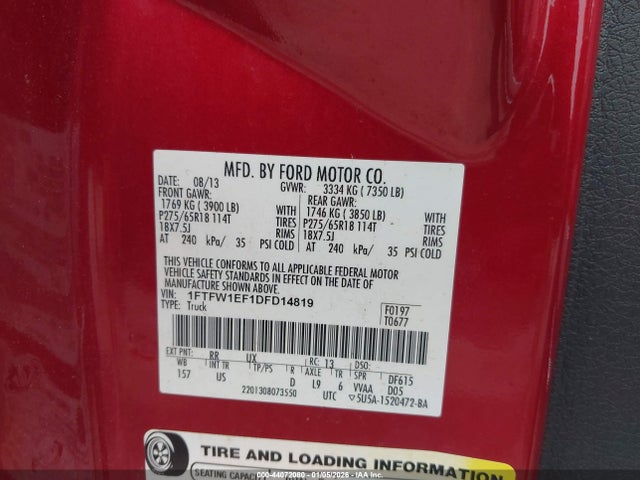 MFD. BY FORD MOTOR CO.
DATE: 08/13 GVWR: 3334 KG ( 7350 LB)
FRONT GAWR: REAR GAWR:
1769 KG ( 3900 LB) 1746 KG ( 3850 LB)
P275/65R18 114T TIRES P275/65R18 114T TIRES
18X7.5J RIMS 18X7.5J RIMS
AT 240 kPa/ 35 PSI COLD AT 240 kPa/ 35 PSI COLD
THIS VEHICLE CONFORMS TO ALL APPLICABLE FEDERAL MOTOR
VEHICLE SAFETY STANDARDS IN EFFECT ON THE DATE OF
MANUFACTURE SHOWN ABOVE.
VIN: 1FTFW1EF1DFD14819
TYPE: Truck
F0197
T0677
EXT PNT: RR UX RC: 13 DSO:
WB INT TR TP/PS R AXLE TR SPR DF615
157 US D L9 6 VVAA D05
2201308073550 UTC ▽5U5A-1520472-BA
TIRE AND LOADING INFORMATION
SEATING CAPACITY
000-44072080 - 01/05/2026 - IAA Inc.